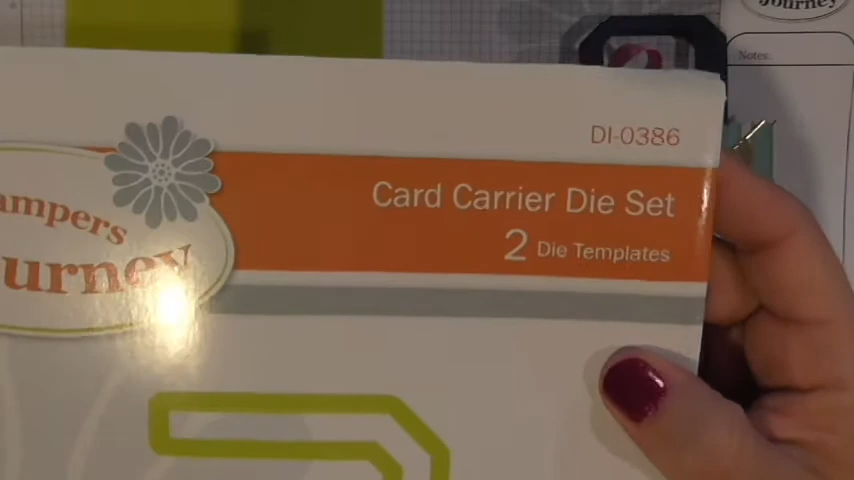 Journey
Notes:
DI-0386
Card Carrier Die Set
2 Die Templates
ampers
urney